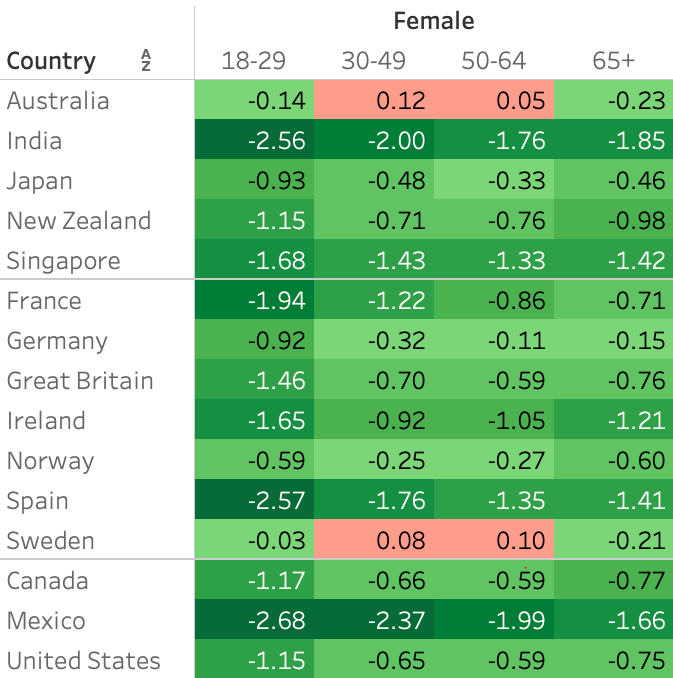 Female
Country A Z 18-29 30-49 50-64 65+
Australia -0.14 0.12 0.05 -0.23
India -2.56 -2.00 -1.76 -1.85
Japan -0.93 -0.48 -0.33 -0.46
New Zealand -1.15 -0.71 -0.76 -0.98
Singapore -1.68 -1.43 -1.33 -1.42
France -1.94 -1.22 -0.86 -0.71
Germany -0.92 -0.32 -0.11 -0.15
Great Britain -1.46 -0.70 -0.59 -0.76
Ireland -1.65 -0.92 -1.05 -1.21
Norway -0.59 -0.25 -0.27 -0.60
Spain -2.57 -1.76 -1.35 -1.41
Sweden -0.03 0.08 0.10 -0.21
Canada -1.17 -0.66 -0.59 -0.77
Mexico -2.68 -2.37 -1.99 -1.66
United States -1.15 -0.65 -0.59 -0.75